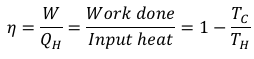 η = W / Q_H = Work done / Input heat = 1 − T_C / T_H